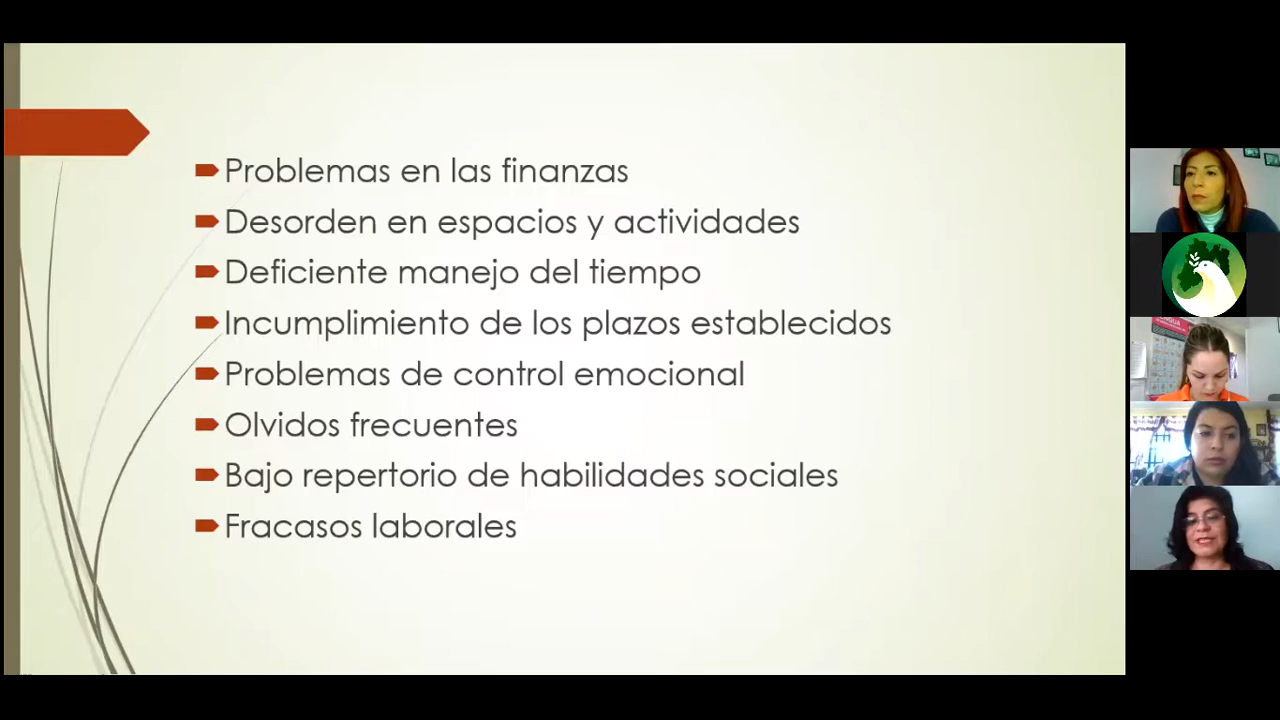 Problemas en las finanzas
Desorden en espacios y actividades
Deficiente manejo del tiempo
Incumplimiento de los plazos establecidos
Problemas de control emocional
Olvidos frecuentes
Bajo repertorio de habilidades sociales
Fracasos laborales